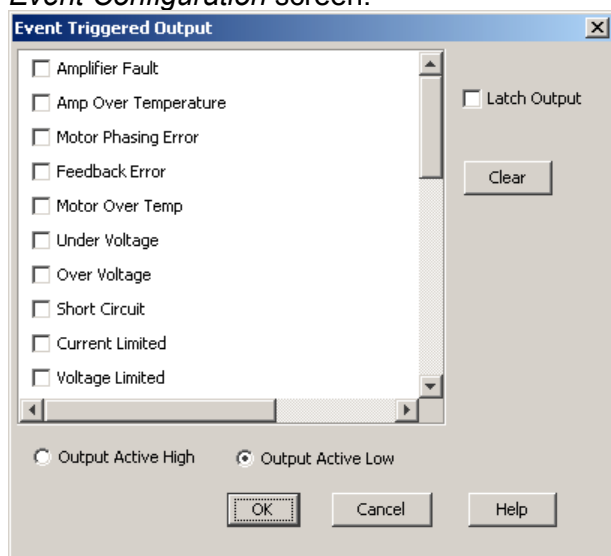 Event Configuration screen.
Event Triggered Output
Amplifier Fault
Amp Over Temperature
Motor Phasing Error
Feedback Error
Motor Over Temp
Under Voltage
Over Voltage
Short Circuit
Current Limited
Voltage Limited
Latch Output
Clear
Output Active High
Output Active Low
OK
Cancel
Help